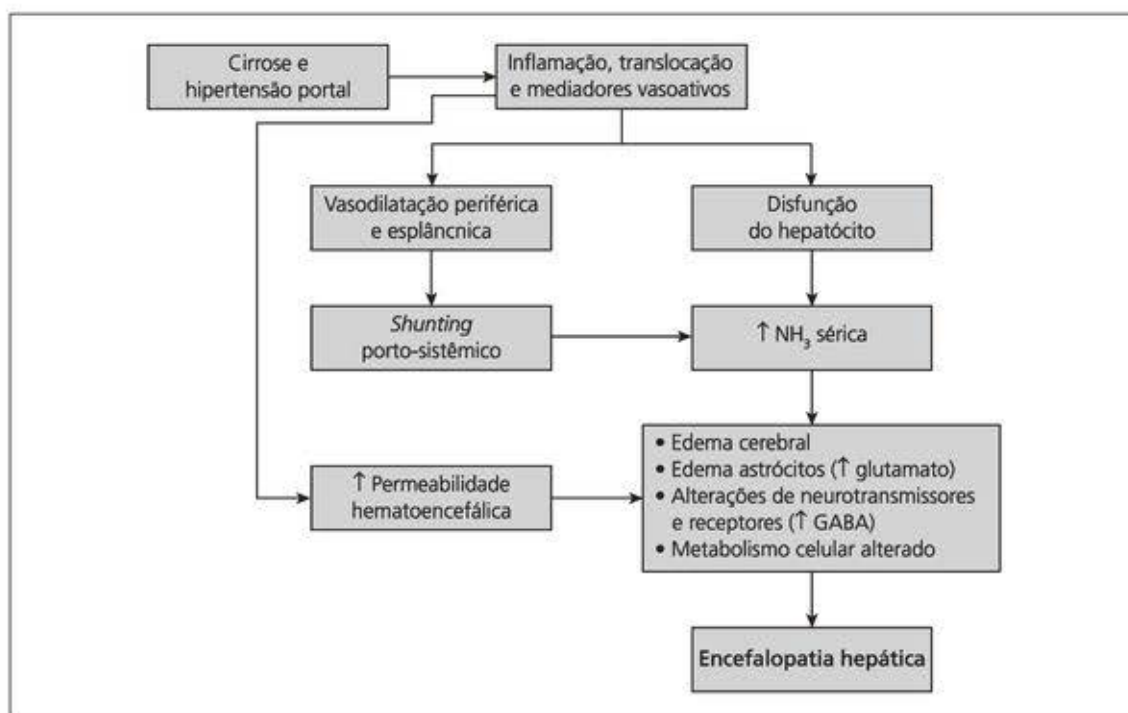 Cirrose e
hipertensão portal
Inflamação, translocação
e mediadores vasoativos
Vasodilatação periférica
e esplâncnica
Disfunção
do hepatócito
Shunting
porto-sistêmico
↑ NH₃ sérica
↑ Permeabilidade
hematoencefálica
• Edema cerebral
• Edema astrócitos (↑ glutamato)
• Alterações de neurotransmissores
e receptores (↑ GABA)
• Metabolismo celular alterado
Encefalopatia hepática